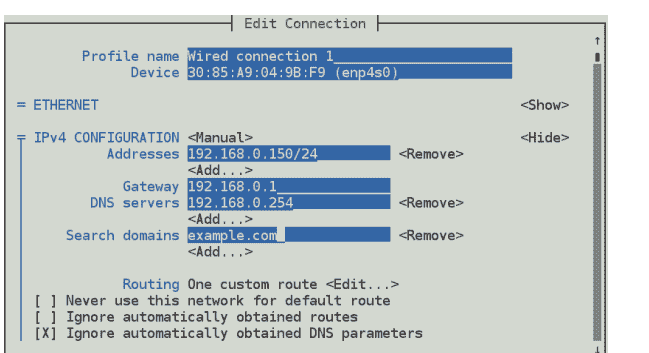 Edit Connection
Profile name Wired connection 1
Device 30:85:A9:04:9B:F9 (enp4s0)
= ETHERNET <Show>
= IPv4 CONFIGURATION <Manual> <Hide>
Addresses 192.168.0.150/24 <Remove>
<Add...>
Gateway 192.168.0.1
DNS servers 192.168.0.254 <Remove>
<Add...>
Search domains example.com <Remove>
<Add...>
Routing One custom route <Edit...>
[ ] Never use this network for default route
[ ] Ignore automatically obtained routes
[X] Ignore automatically obtained DNS parameters